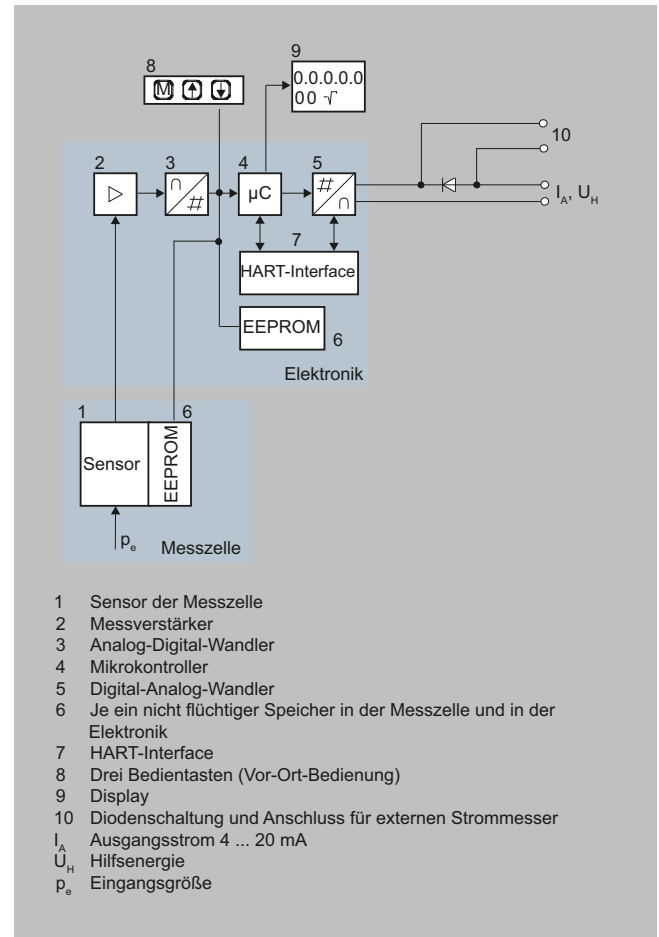 8
M
9
0.0.0.0.0
00 √
10
2
3
4
5
∩
#
µC
#
∩
I_A, U_H
7
HART-Interface
EEPROM
6
Elektronik
1
6
Sensor
EEPROM
p_e
Messzelle
1 Sensor der Messzelle
2 Messverstärker
3 Analog-Digital-Wandler
4 Mikrokontroller
5 Digital-Analog-Wandler
6 Je ein nicht flüchtiger Speicher in der Messzelle und in der
Elektronik
7 HART-Interface
8 Drei Bedientasten (Vor-Ort-Bedienung)
9 Display
10 Diodenschaltung und Anschluss für externen Strommesser
I_A Ausgangsstrom 4 ... 20 mA
U_H Hilfsenergie
p_e Eingangsgröße